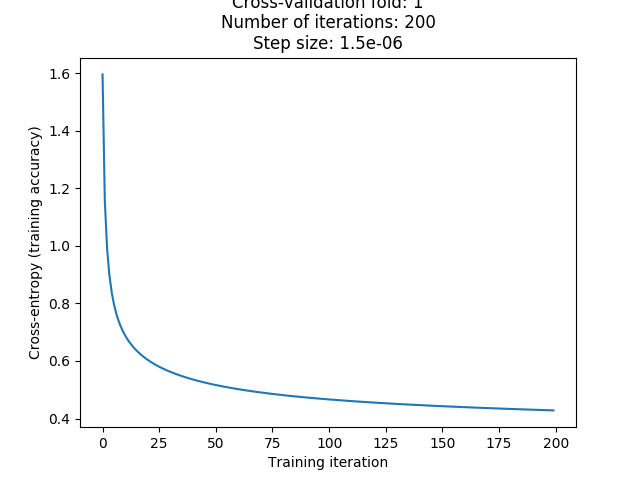 Cross-validation fold: 1
Number of iterations: 200
Step size: 1.5e-06
1.6
1.4
1.2
1.0
0.8
0.6
0.4
Cross-entropy (training accuracy)
0 25 50 75 100 125 150 175 200
Training iteration